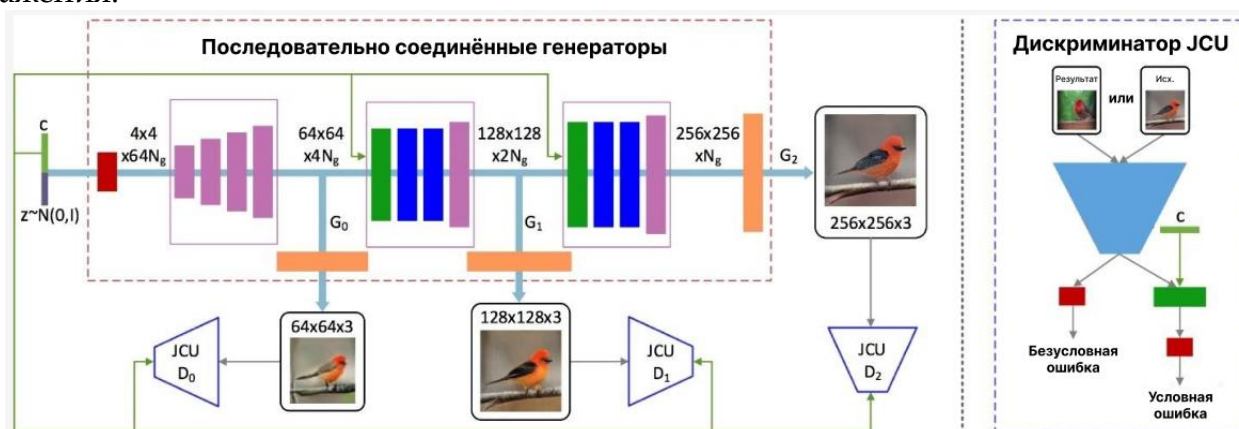 ажения.
Последовательно соединённые генераторы
c
z~N(0,I)
4x4
x64Ng
64x64
x4Ng
128x128
x2Ng
256x256
xNg
G2
G0
G1
256x256x3
64x64x3
128x128x3
JCU
D0
JCU
D1
JCU
D2
Дискриминатор JCU
Результат
или
Исх.
c
Безусловная
ошибка
Условная
ошибка